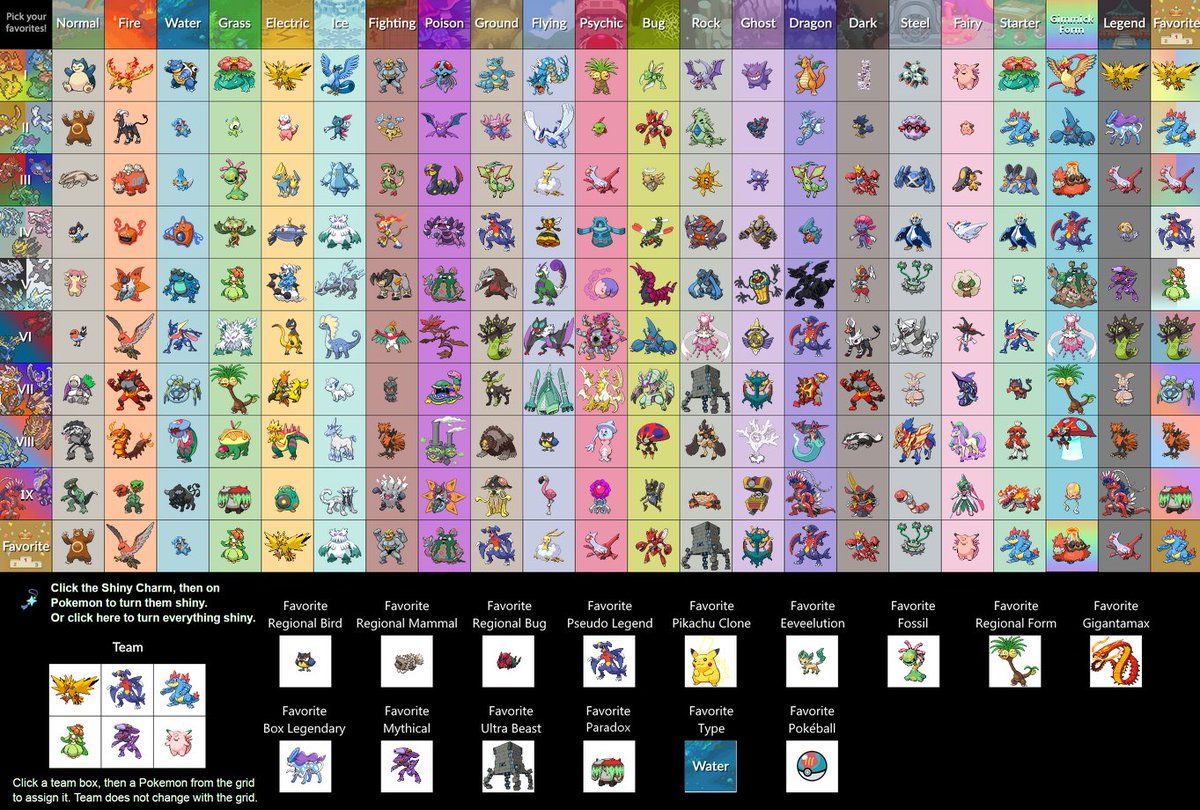 Pick your
favorites!
Normal
Fire
Water
Grass
Electric
Ice
Fighting
Poison
Ground
Flying
Psychic
Bug
Rock
Ghost
Dragon
Dark
Steel
Fairy
Starter
Gimmick
Form
Legend
Favorite
I
II
III
IV
V
VI
VII
VIII
IX
Favorite
Click the Shiny Charm, then on
Pokemon to turn them shiny.
Or click here to turn everything shiny.
Team
Click a team box, then a Pokemon from the grid
to assign it. Team does not change with the grid.
Favorite
Regional Bird
Favorite
Regional Mammal
Favorite
Regional Bug
Favorite
Pseudo Legend
Favorite
Pikachu Clone
Favorite
Eeveelution
Favorite
Fossil
Favorite
Regional Form
Favorite
Gigantamax
Favorite
Box Legendary
Favorite
Mythical
Favorite
Ultra Beast
Favorite
Paradox
Favorite
Type
Water
Favorite
Pokéball